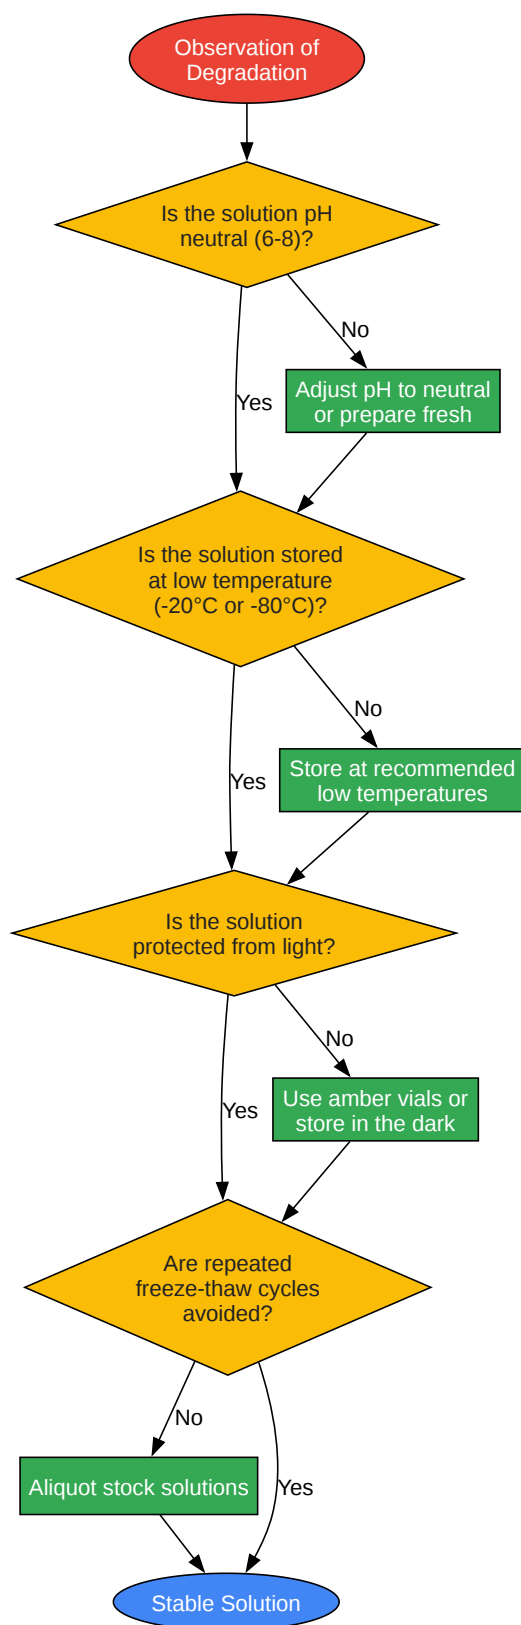 Observation of
Degradation
Is the solution pH
neutral (6-8)?
No
Adjust pH to neutral
or prepare fresh
Yes
Is the solution stored
at low temperature
(-20°C or -80°C)?
No
Store at recommended
low temperatures
Yes
Is the solution
protected from light?
No
Use amber vials or
store in the dark
Yes
Are repeated
freeze-thaw cycles
avoided?
No
Aliquot stock solutions
Yes
Stable Solution